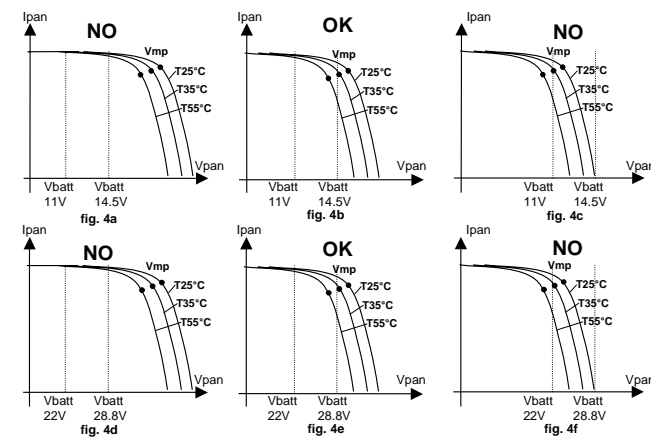 Ipan
NO
Vmp
T25°C
T35°C
T55°C
Vpan
Vbatt Vbatt
11V 14.5V
fig. 4a
Ipan
OK
Vmp
T25°C
T35°C
T55°C
Vpan
Vbatt Vbatt
11V 14.5V
fig. 4b
Ipan
NO
Vmp
T25°C
T35°C
T55°C
Vpan
Vbatt Vbatt
11V 14.5V
fig. 4c
Ipan
NO
Vmp
T25°C
T35°C
T55°C
Vpan
Vbatt Vbatt
22V 28.8V
fig. 4d
Ipan
OK
Vmp
T25°C
T35°C
T55°C
Vpan
Vbatt Vbatt
22V 28.8V
fig. 4e
Ipan
NO
Vmp
T25°C
T35°C
T55°C
Vpan
Vbatt Vbatt
22V 28.8V
fig. 4f